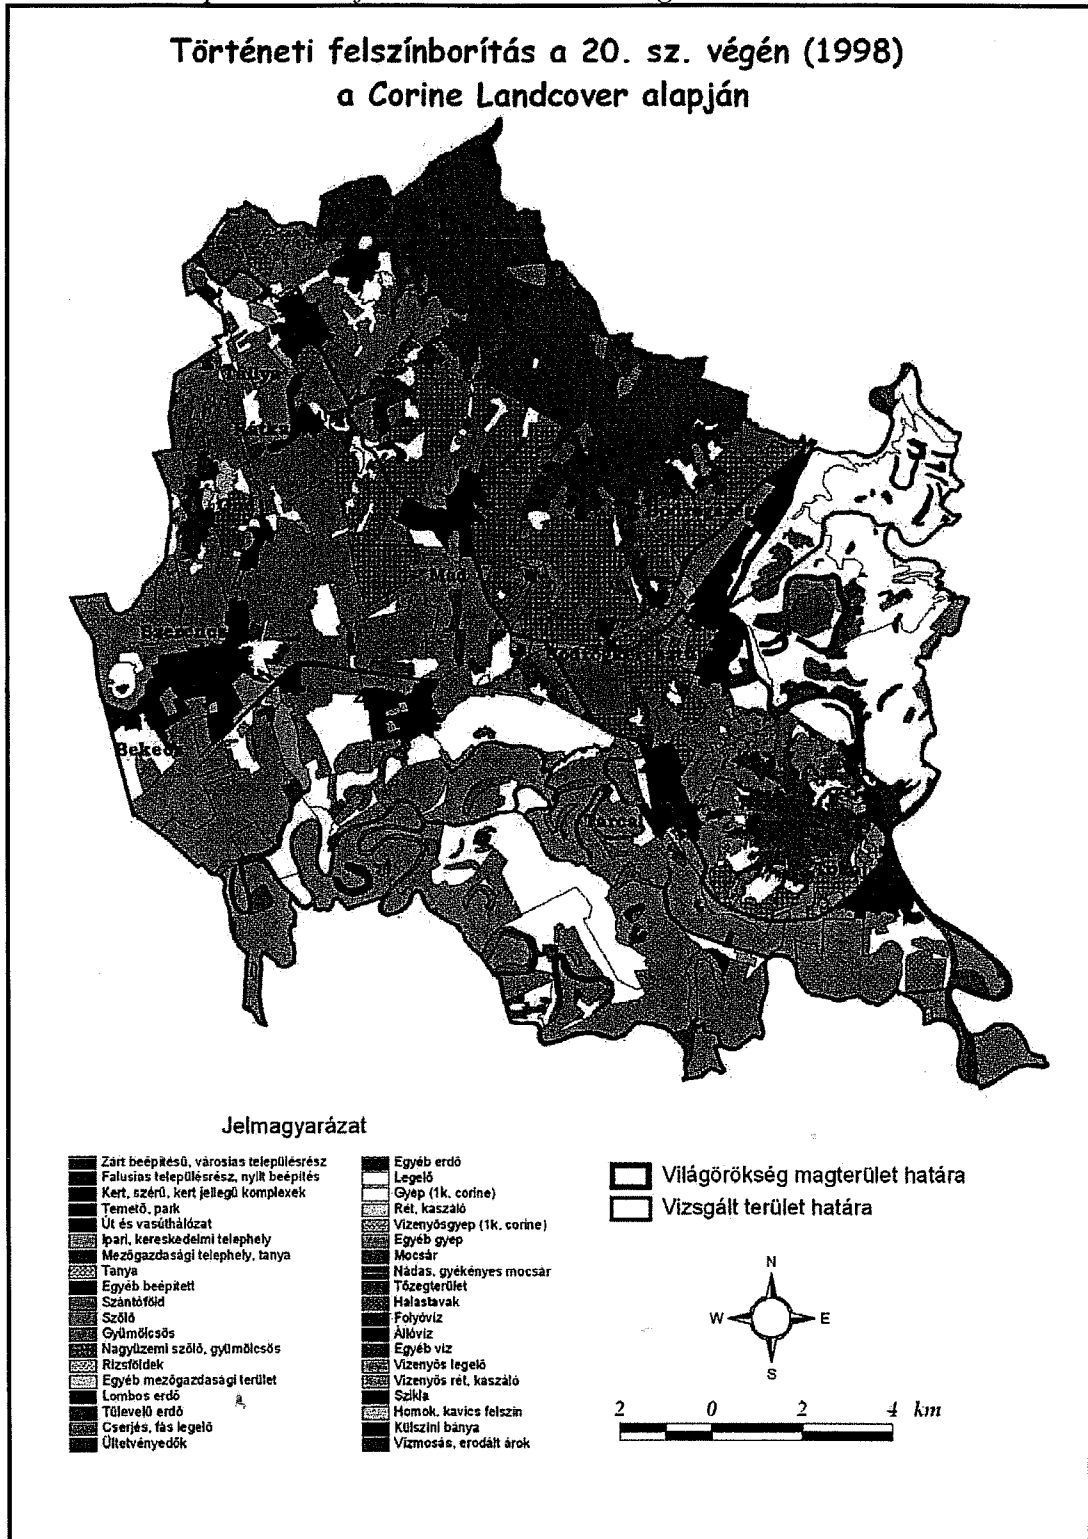 Történeti felszínborítás a 20. sz. végén (1998)
a Corine Landcover alapján
Mád
Szerencs
Bekecs
Tarcal
Jelmagyarázat
Zárt beépítésű, városias településrész
Falusias településrész, nyílt beépítés
Kert, szérű, kert jellegű komplexek
Temető, park
Út és vasúthálózat
Ipari, kereskedelmi telephely
Mezőgazdasági telephely, tanya
Tanya
Egyéb beépített
Szántóföld
Szőlő
Gyümölcsös
Nagyüzemi szőlő, gyümölcsös
Rizsföldek
Egyéb mezőgazdasági terület
Lombos erdő
Tűlevelű erdő
Cserjés, fás legelő
Ültetvényedők
Egyéb erdő
Legelő
Gyep (1k. corine)
Rét, kaszáló
Vizenyősgyep (1k. corine)
Egyéb gyep
Mocsár
Nádas, gyékényes mocsár
Tőzegterület
Halastavak
Folyóvíz
Állóvíz
Egyéb víz
Vizenyős legelő
Vizenyős rét, kaszáló
Szikla
Homok, kavics felszín
Külszíni bánya
Vízmosás, erodált árok
Világörökség magterület határa
Vizsgált terület határa
N
W E
S
2 0 2 4 km